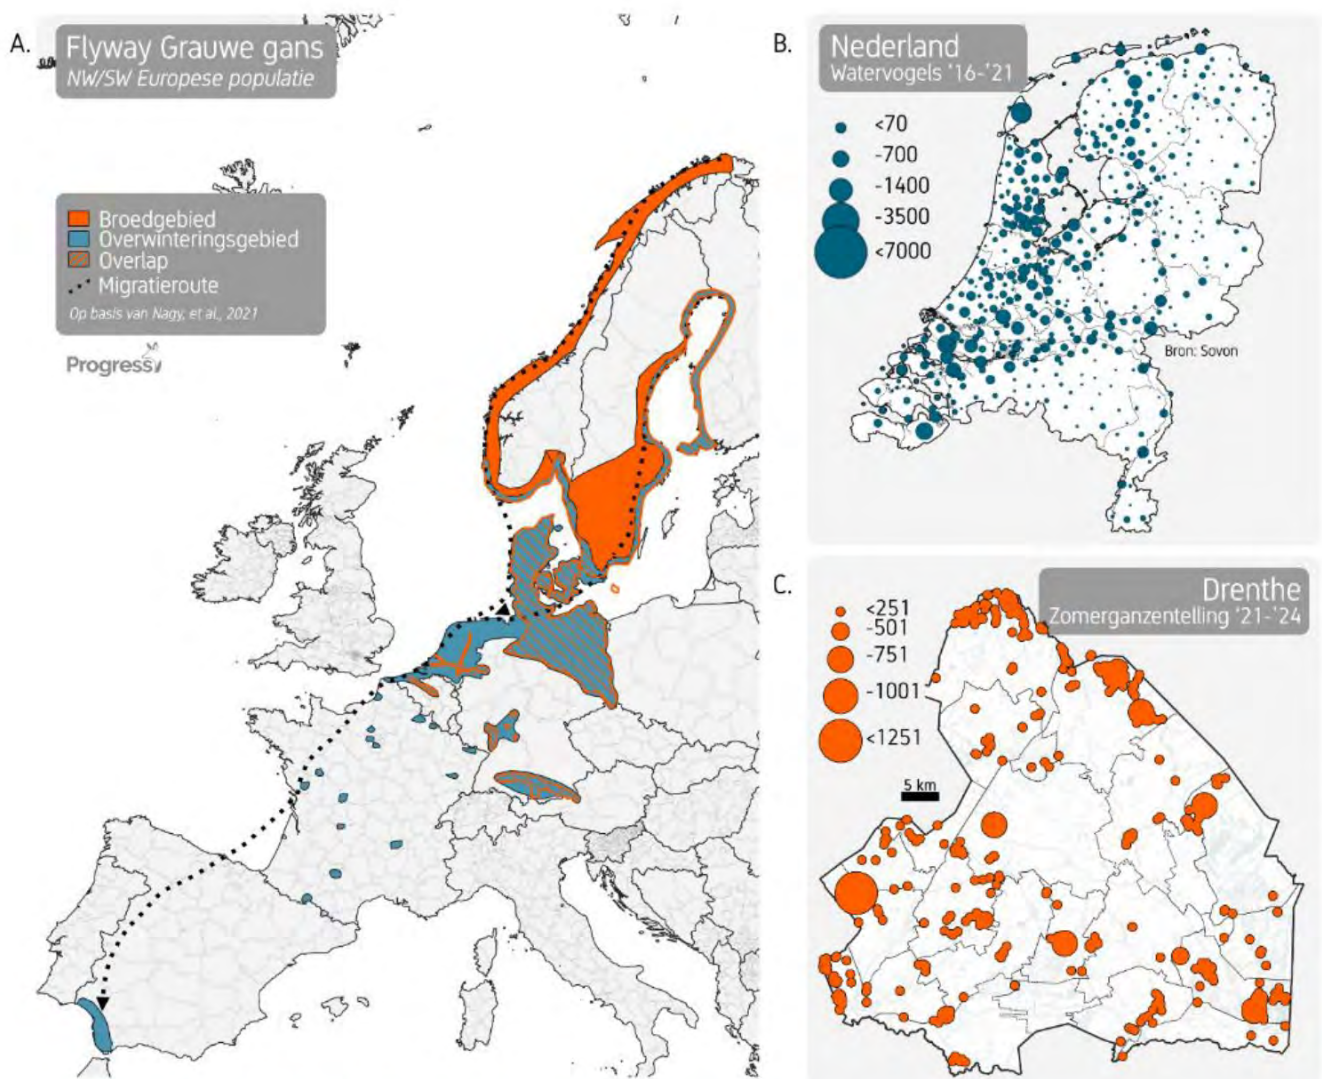 A.
Flyway Grauwe gans
NW/SW Europese populatie
Broedgebied
Overwinteringsgebied
Overlap
Migratieroute
Op basis van Nagy, et al., 2021
Progress
B.
Nederland
Watervogels '16-'21
<70
-700
-1400
-3500
<7000
Bron: Sovon
C.
Drenthe
Zomerganzentelling '21-'24
<251
-501
-751
-1001
<1251
5 km